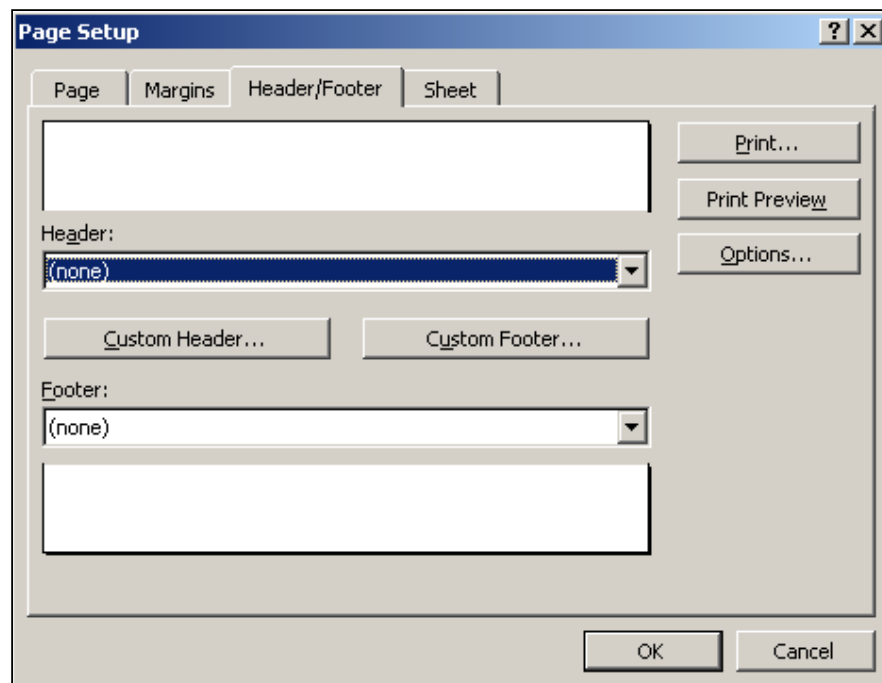 Page Setup
Page Margins Header/Footer Sheet
Print...
Print Preview
Header:
(none)
Options...
Custom Header... Custom Footer...
Footer:
(none)
OK Cancel